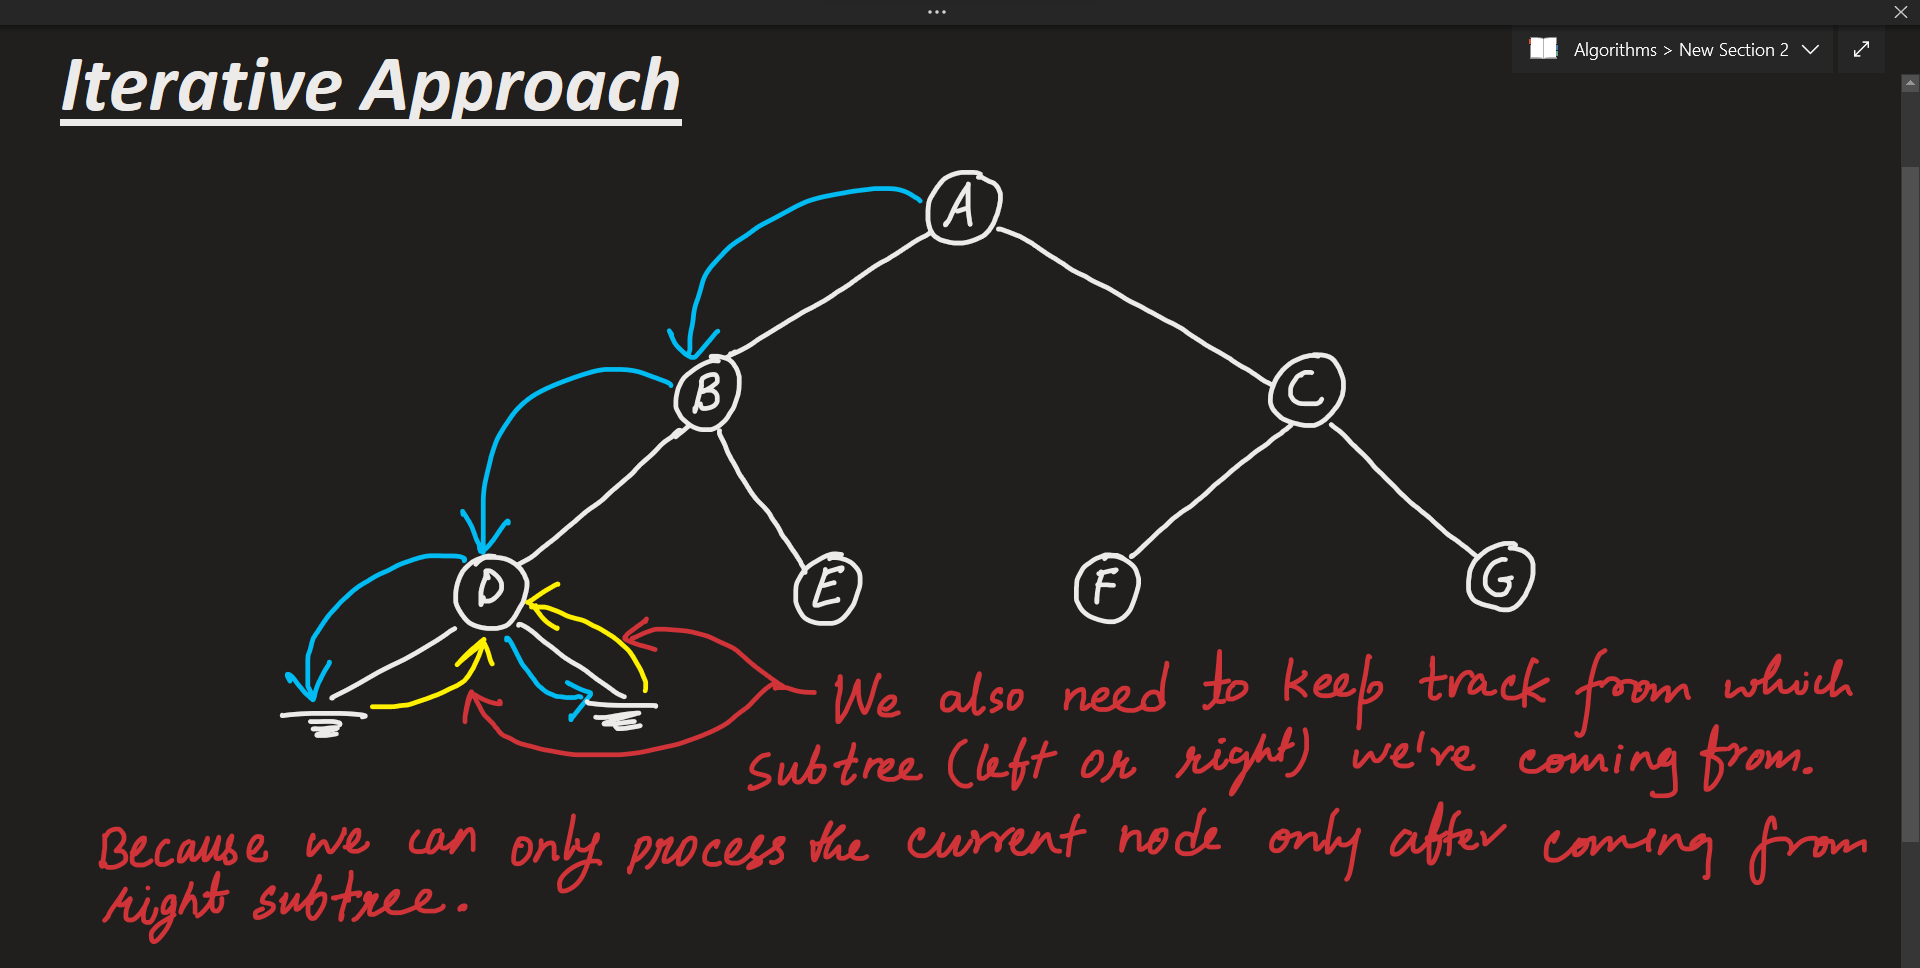 ...
Algorithms > New Section 2
Iterative Approach
A
B
C
D
E
F
G
We also need to keep track from which
subtree (left or right) we're coming from.
Because we can only process the current node only after coming from
right subtree.